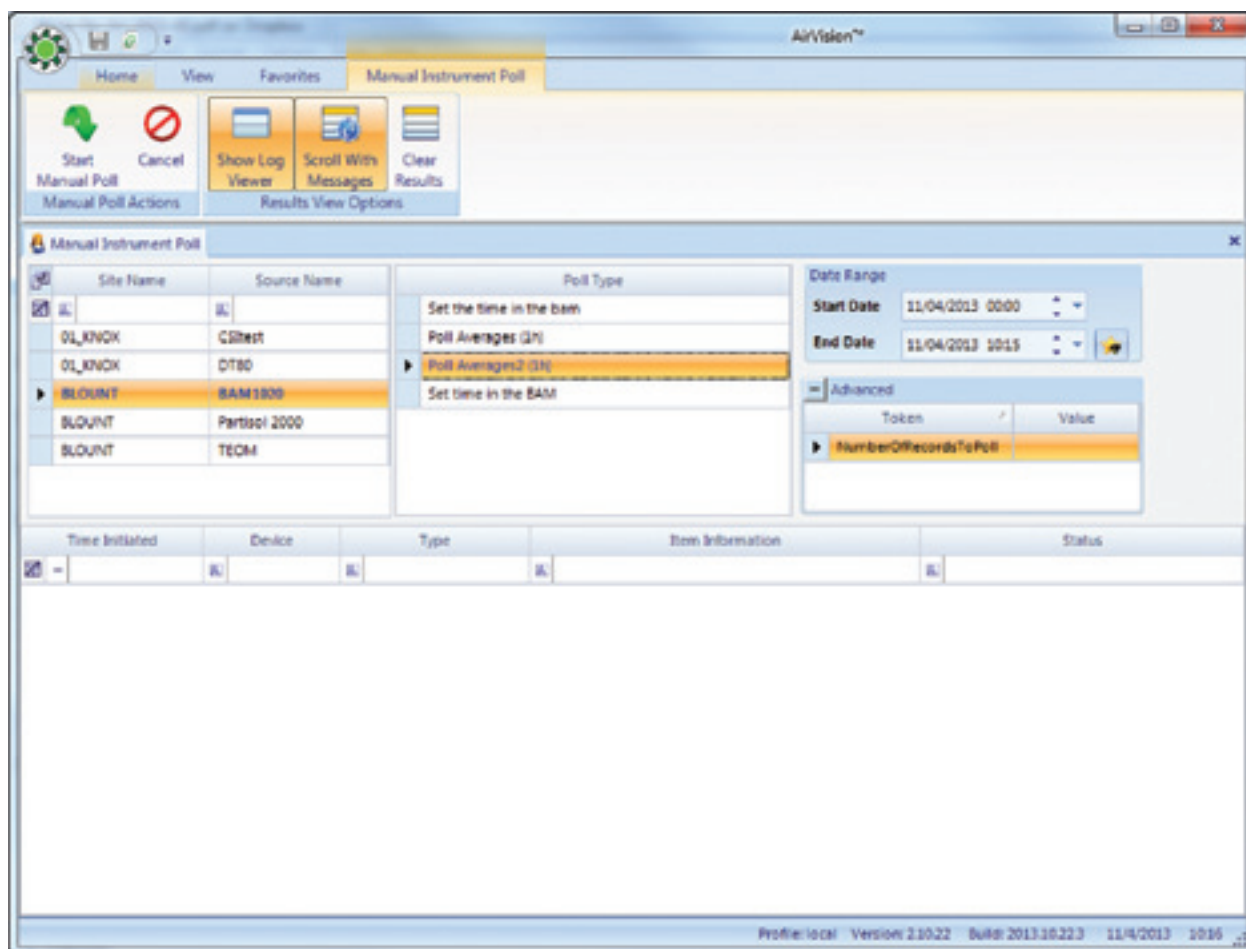 AirVision™
Home View Favorites Manual Instrument Poll
Start Manual Poll
Cancel
Show Log Viewer
Scroll With Messages
Clear Results
Manual Poll Actions
Results View Options
Manual Instrument Poll
Site Name Source Name
01_KNOX CSItest
01_KNOX DT80
BLOUNT BAM1020
BLOUNT Partisol 2000
BLOUNT TEOM
Poll Type
Set the time in the bam
Poll Averages (1h)
Poll Averages2 (1h)
Set time in the BAM
Date Range
Start Date 11/04/2013 00:00
End Date 11/04/2013 10:15
Advanced
Token Value
NumberOfRecordsToPoll
Time Initiated Device Type Item Information Status
Profile: local Version: 2.10.22 Build: 2013.10.22.3 11/4/2013 10:16